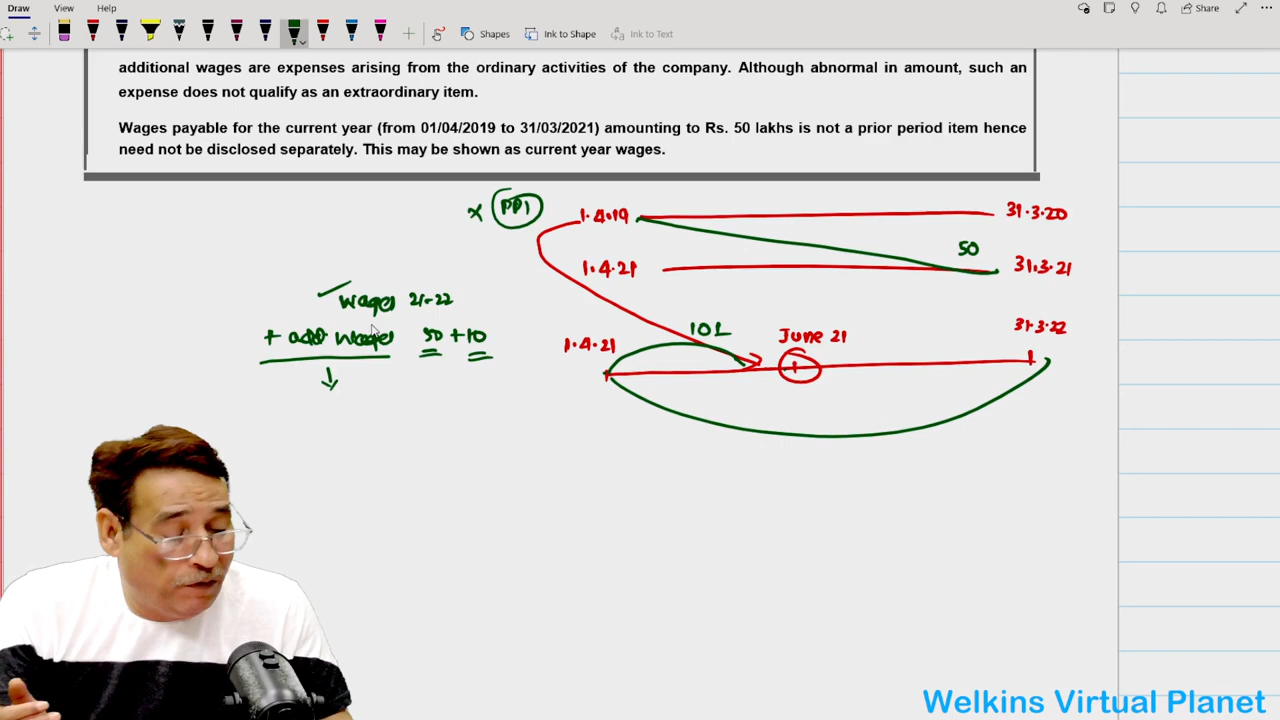 Draw View Help
Shapes Ink to Shape Ink to Text Share
additional wages are expenses arising from the ordinary activities of the company. Although abnormal in amount, such an
expense does not qualify as an extraordinary item.
Wages payable for the current year (from 01/04/2019 to 31/03/2021) amounting to Rs. 50 lakhs is not a prior period item hence
need not be disclosed separately. This may be shown as current year wages.
x PPI 1.4.19 31.3.20
50
1.4.21 31.3.21
wages 21-22
+ add wages 50 + 10
10L June 21 31.3.22
1.4.21
Welkins Virtual Planet